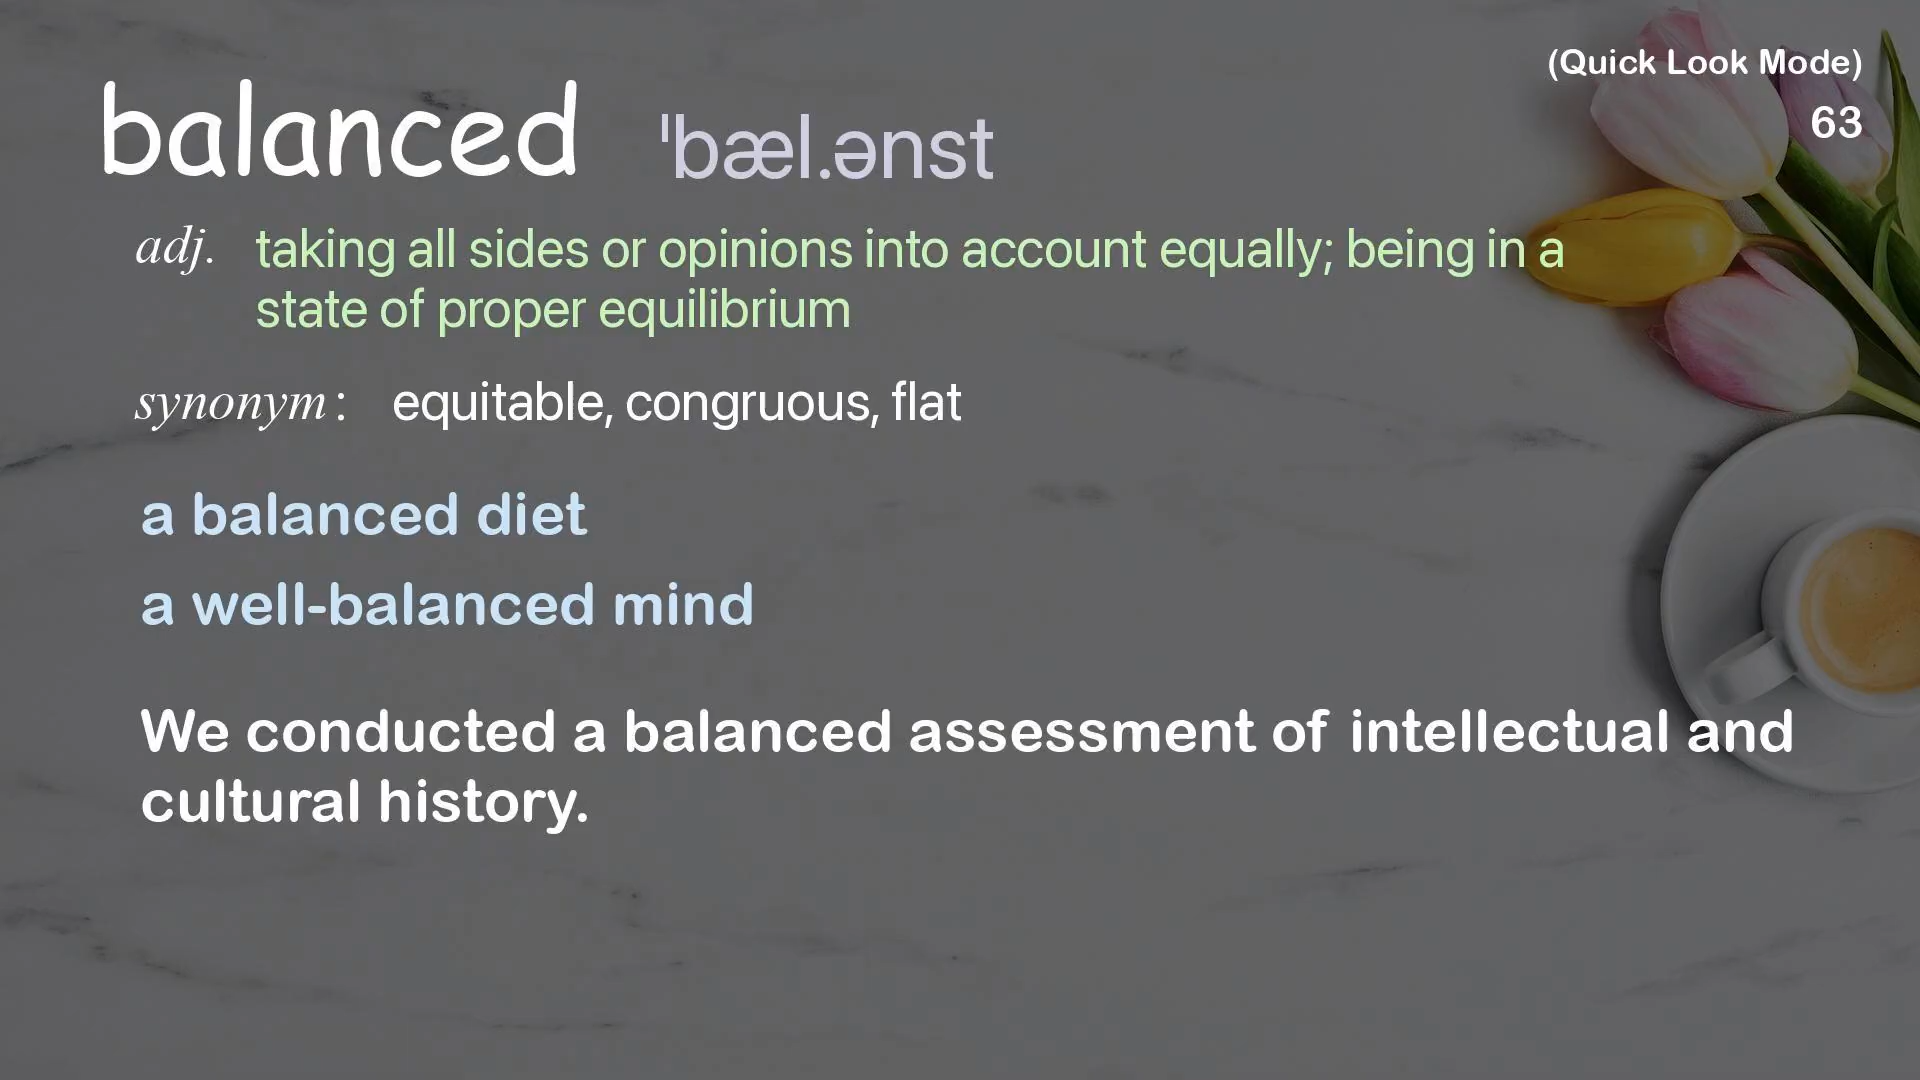 (Quick Look Mode)
balanced ˈbæl.ənst
63
adj. taking all sides or opinions into account equally; being in a
state of proper equilibrium
synonym: equitable, congruous, flat
a balanced diet
a well-balanced mind
We conducted a balanced assessment of intellectual and
cultural history.